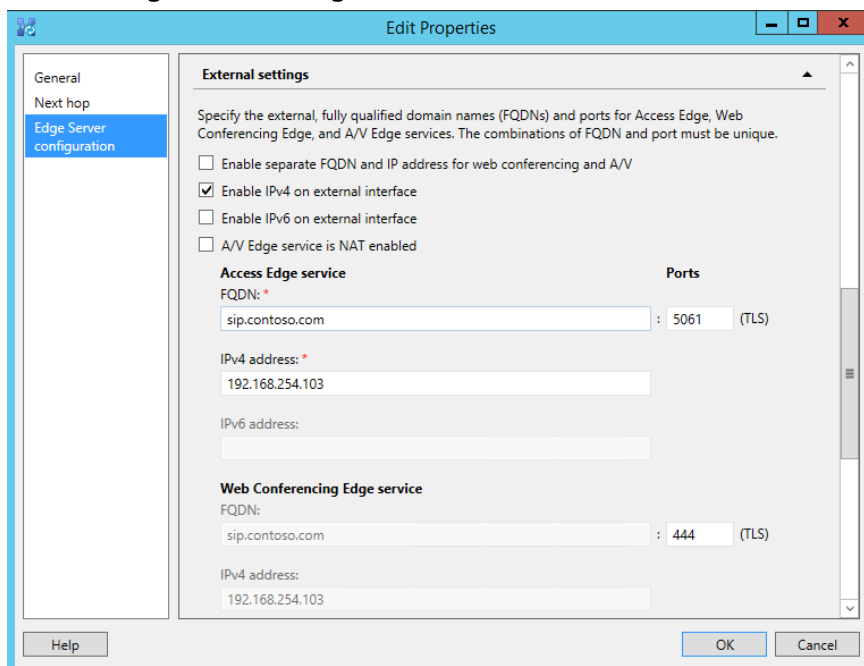 Edit Properties
General
Next hop
Edge Server
configuration
External settings
Specify the external, fully qualified domain names (FQDNs) and ports for Access Edge, Web
Conferencing Edge, and A/V Edge services. The combinations of FQDN and port must be unique.
Enable separate FQDN and IP address for web conferencing and A/V
Enable IPv4 on external interface
Enable IPv6 on external interface
A/V Edge service is NAT enabled
Access Edge service Ports
FQDN: *
sip.contoso.com : 5061 (TLS)
IPv4 address: *
192.168.254.103
IPv6 address:
Web Conferencing Edge service
FQDN:
sip.contoso.com : 444 (TLS)
IPv4 address:
192.168.254.103
Help OK Cancel